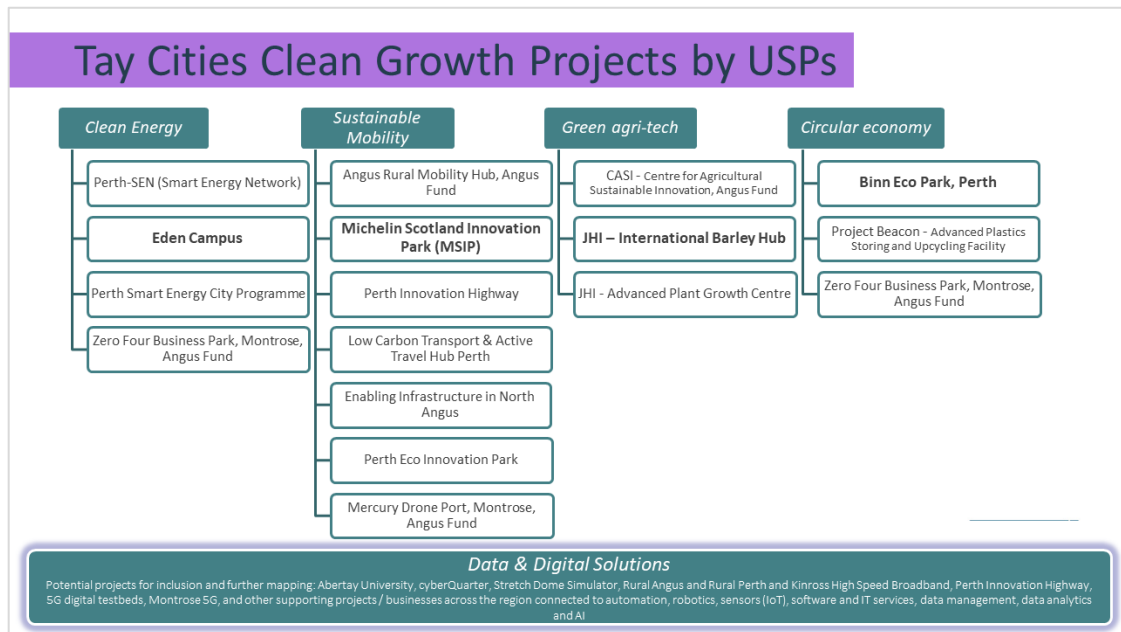 Tay Cities Clean Growth Projects by USPs
Clean Energy
Perth-SEN (Smart Energy Network)
Eden Campus
Perth Smart Energy City Programme
Zero Four Business Park, Montrose,
Angus Fund
Sustainable
Mobility
Angus Rural Mobility Hub, Angus
Fund
Michelin Scotland Innovation
Park (MSIP)
Perth Innovation Highway
Low Carbon Transport & Active
Travel Hub Perth
Enabling Infrastructure in North
Angus
Perth Eco Innovation Park
Mercury Drone Port, Montrose,
Angus Fund
Green agri-tech
CASI - Centre for Agricultural
Sustainable Innovation, Angus Fund
JHI – International Barley Hub
JHI - Advanced Plant Growth Centre
Circular economy
Binn Eco Park, Perth
Project Beacon - Advanced Plastics
Storing and Upcycling Facility
Zero Four Business Park, Montrose,
Angus Fund
Data & Digital Solutions
Potential projects for inclusion and further mapping: Abertay University, cyberQuarter, Stretch Dome Simulator, Rural Angus and Rural Perth and Kinross High Speed Broadband, Perth Innovation Highway,
5G digital testbeds, Montrose 5G, and other supporting projects / businesses across the region connected to automation, robotics, sensors (IoT), software and IT services, data management, data analytics
and AI